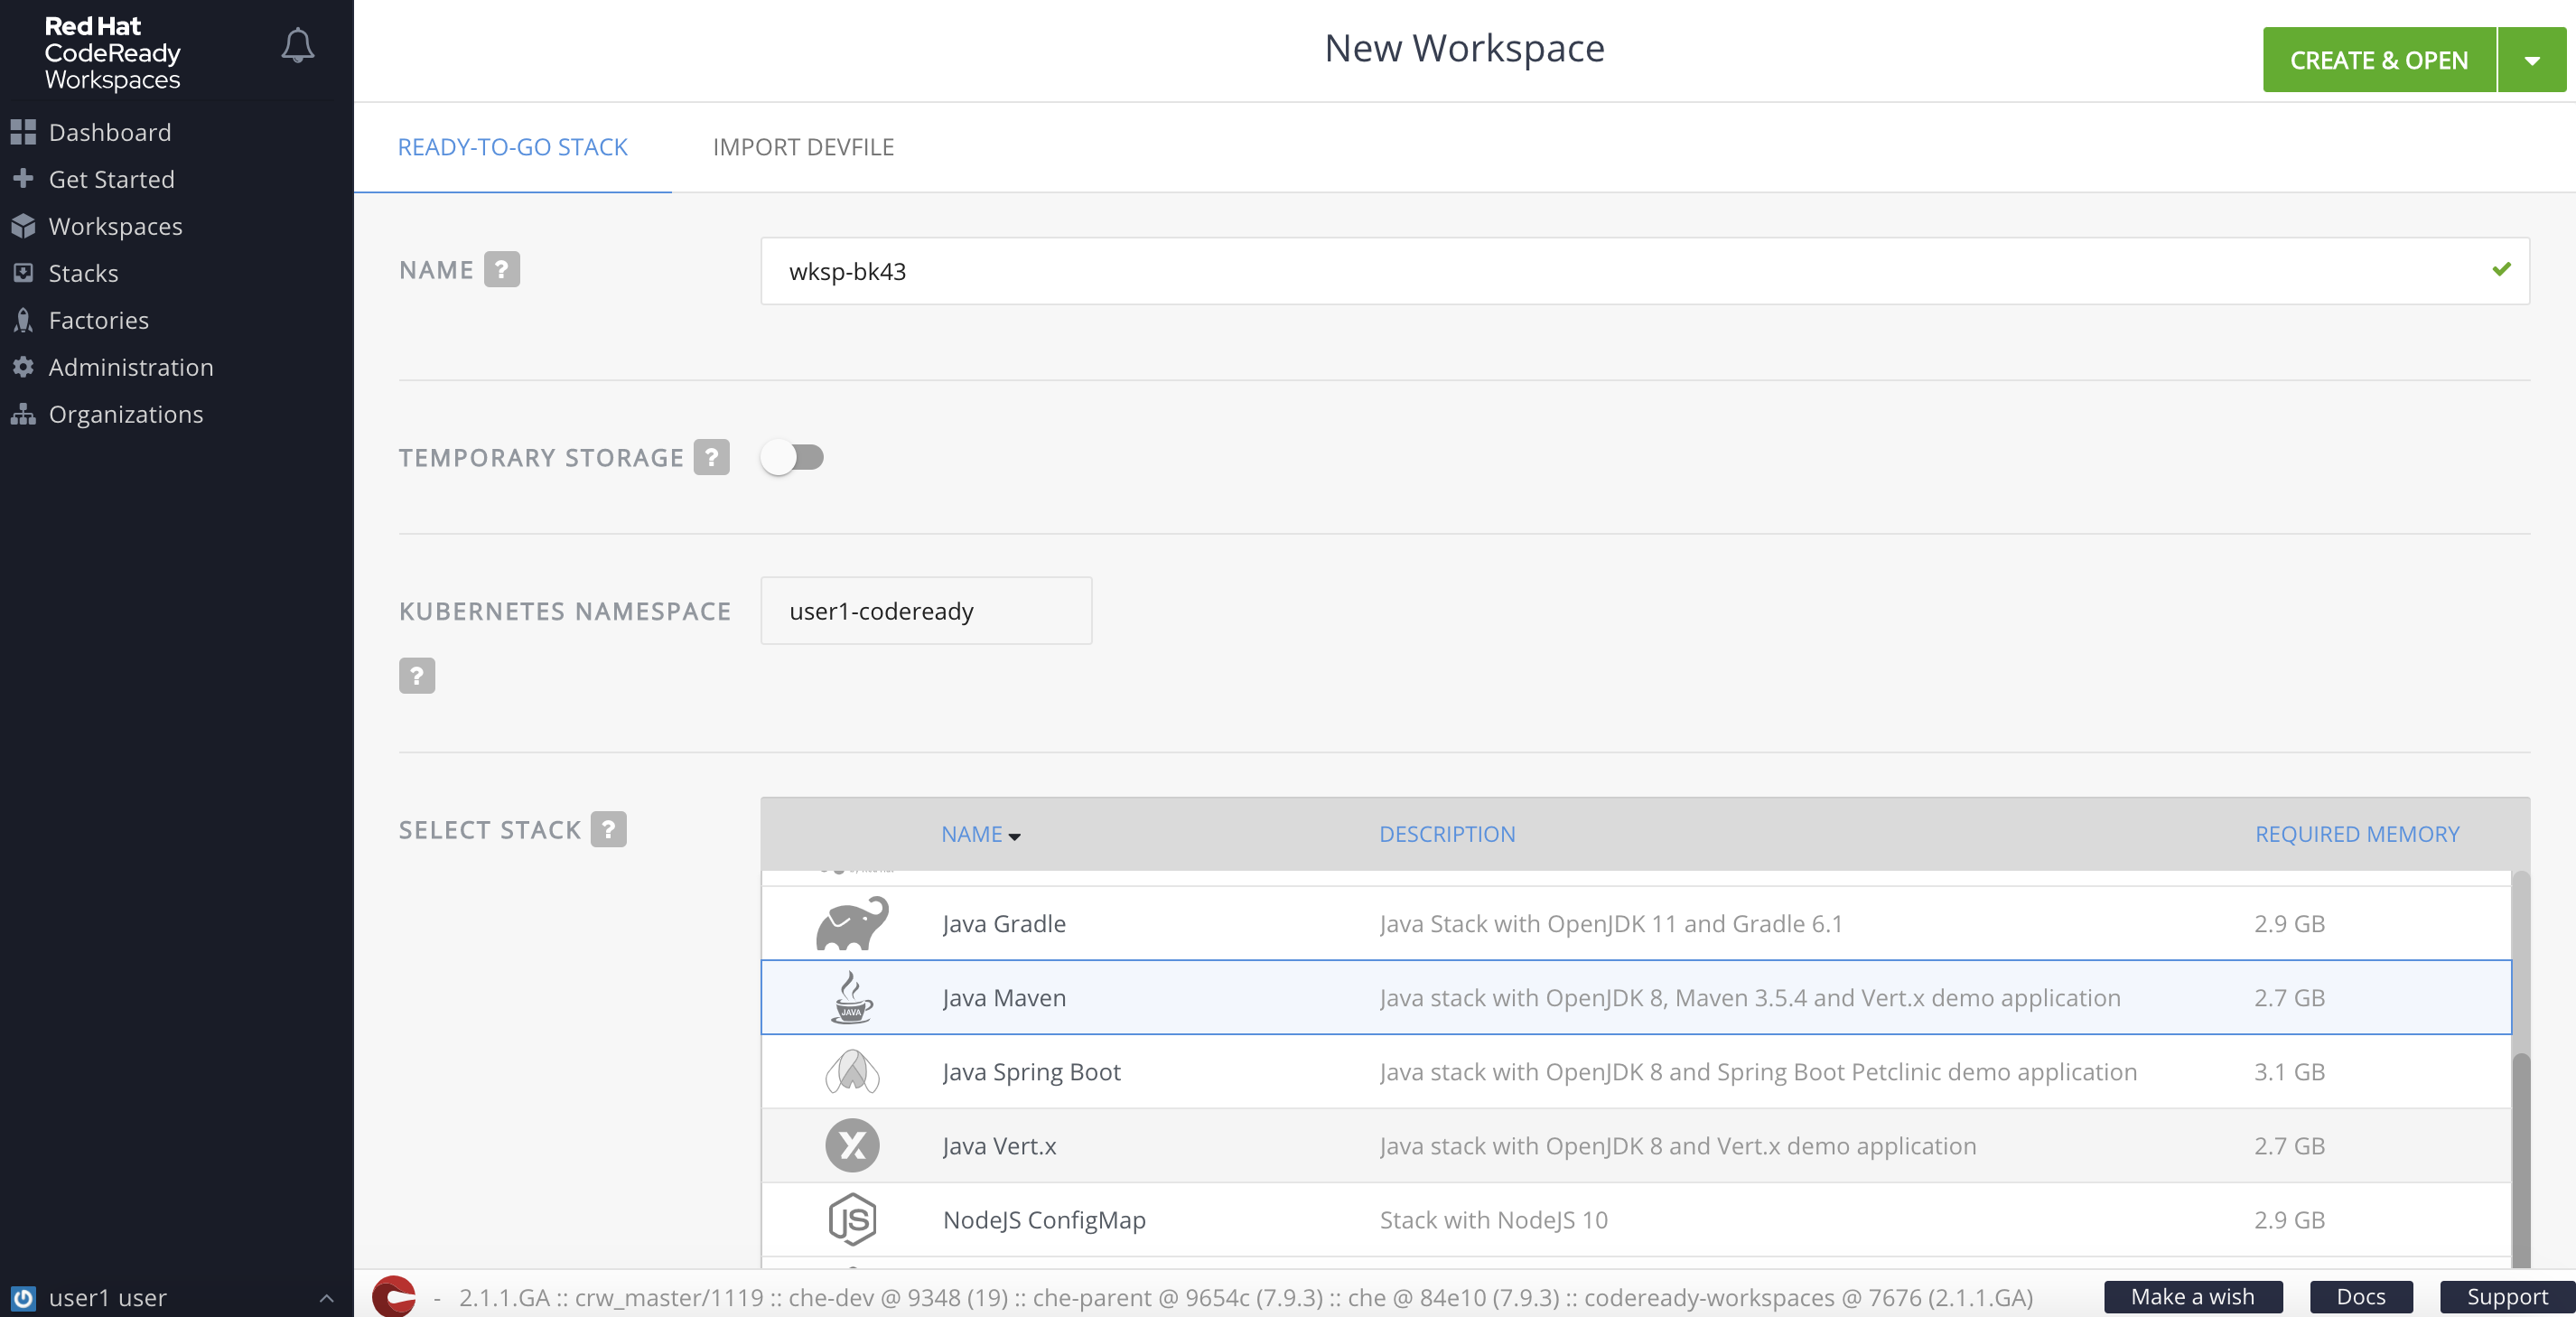 Red Hat
CodeReady
Workspaces
Dashboard
Get Started
Workspaces
Stacks
Factories
Administration
Organizations
user1 user
New Workspace
CREATE & OPEN
READY-TO-GO STACK
IMPORT DEVFILE
NAME ?
wksp-bk43
TEMPORARY STORAGE ?
KUBERNETES NAMESPACE
?
user1-codeready
SELECT STACK ?
NAME DESCRIPTION REQUIRED MEMORY
Java Gradle Java Stack with OpenJDK 11 and Gradle 6.1 2.9 GB
JAVA Java Maven Java stack with OpenJDK 8, Maven 3.5.4 and Vert.x demo application 2.7 GB
Java Spring Boot Java stack with OpenJDK 8 and Spring Boot Petclinic demo application 3.1 GB
X Java Vert.x Java stack with OpenJDK 8 and Vert.x demo application 2.7 GB
JS NodeJS ConfigMap Stack with NodeJS 10 2.9 GB
- 2.1.1.GA :: crw_master/1119 :: che-dev @ 9348 (19) :: che-parent @ 9654c (7.9.3) :: che @ 84e10 (7.9.3) :: codeready-workspaces @ 7676 (2.1.1.GA)
Make a wish
Docs
Support